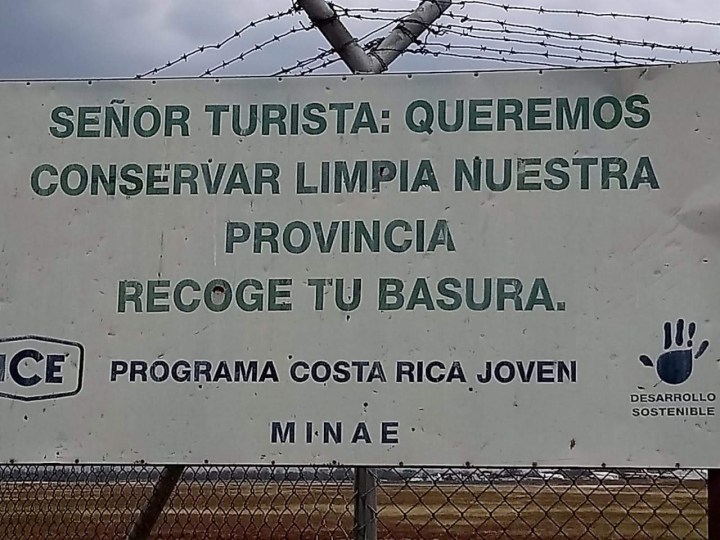 SEÑOR TURISTA: QUEREMOS
CONSERVAR LIMPIA NUESTRA
PROVINCIA
RECOGE TU BASURA.
ICE
PROGRAMA COSTA RICA JOVEN
MINAE
DESARROLLO
SOSTENIBLE